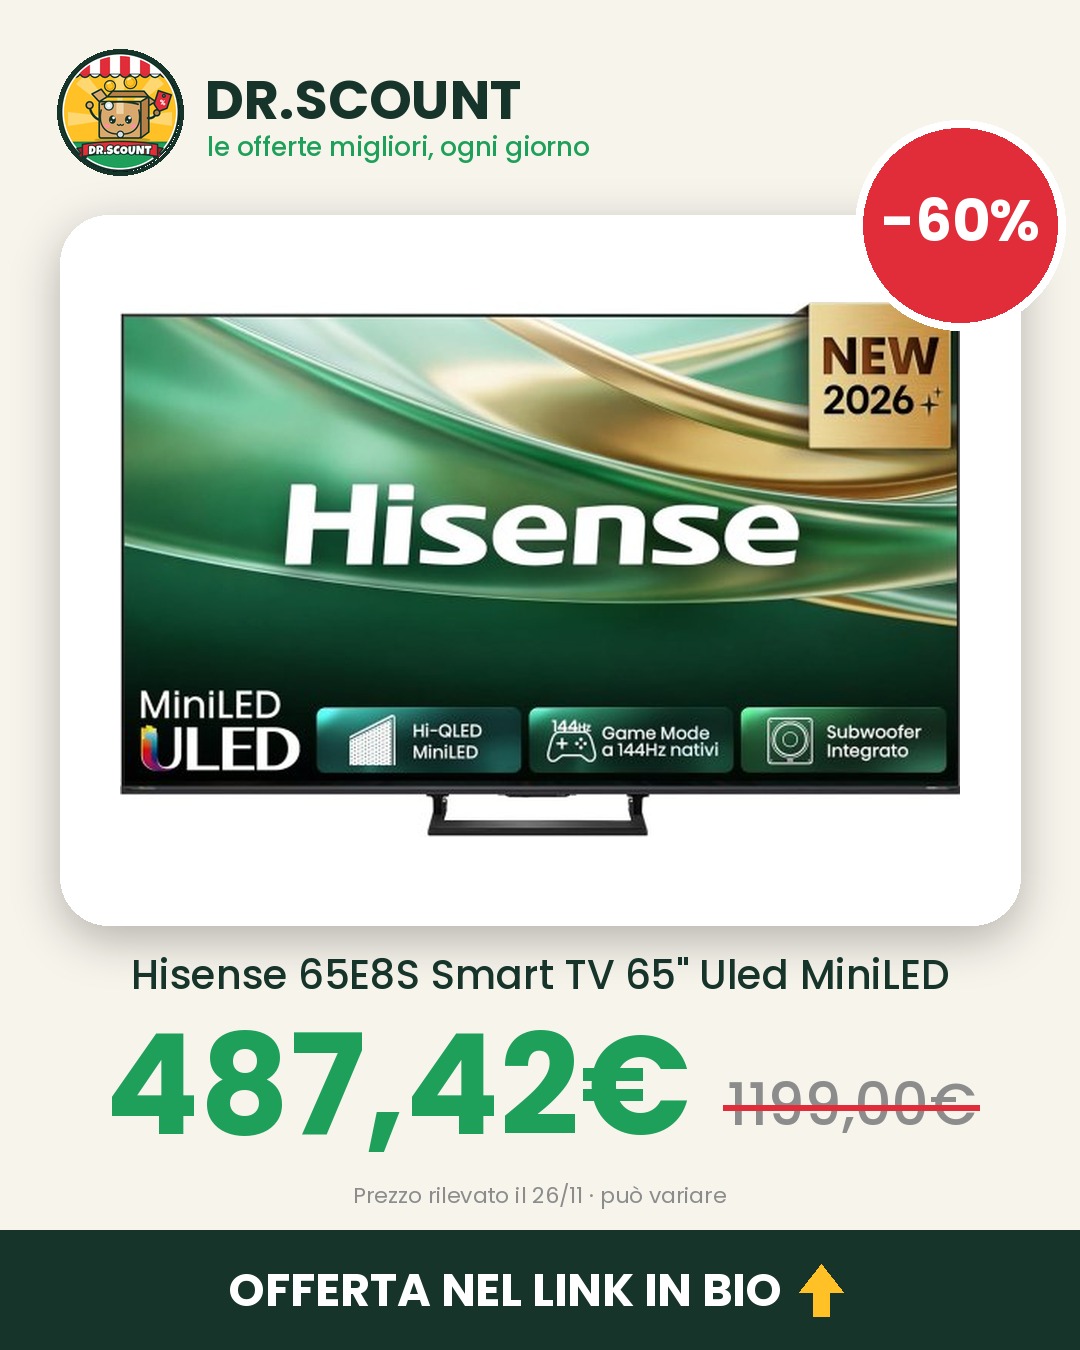 DR.SCOUNT
DR.SCOUNT
le offerte migliori, ogni giorno
-60%
NEW
2026
Hisense
MiniLED
ULED
Hi-QLED
MiniLED
144Hz
Game Mode
a 144Hz nativi
Subwoofer
Integrato
Hisense 65E8S Smart TV 65" Uled MiniLED
487,42€ 1199,00€
Prezzo rilevato il 26/11 · può variare
OFFERTA NEL LINK IN BIO